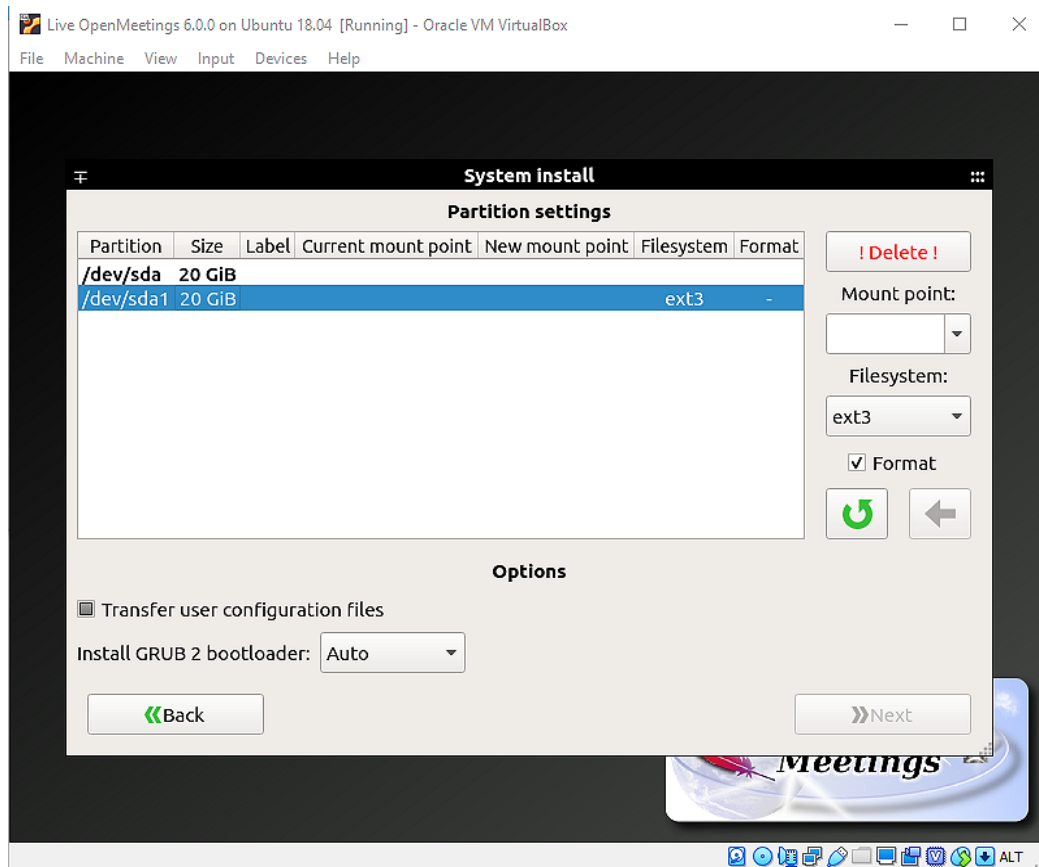 Live OpenMeetings 6.0.0 on Ubuntu 18.04 [Running] - Oracle VM VirtualBox
File Machine View Input Devices Help
System install
Partition settings
Partition Size Label Current mount point New mount point Filesystem Format
/dev/sda 20 GiB
/dev/sda1 20 GiB ext3 -
! Delete !
Mount point:
Filesystem:
ext3
Format
Options
Transfer user configuration files
Install GRUB 2 bootloader: Auto
Back
Next
Meetings
ALT